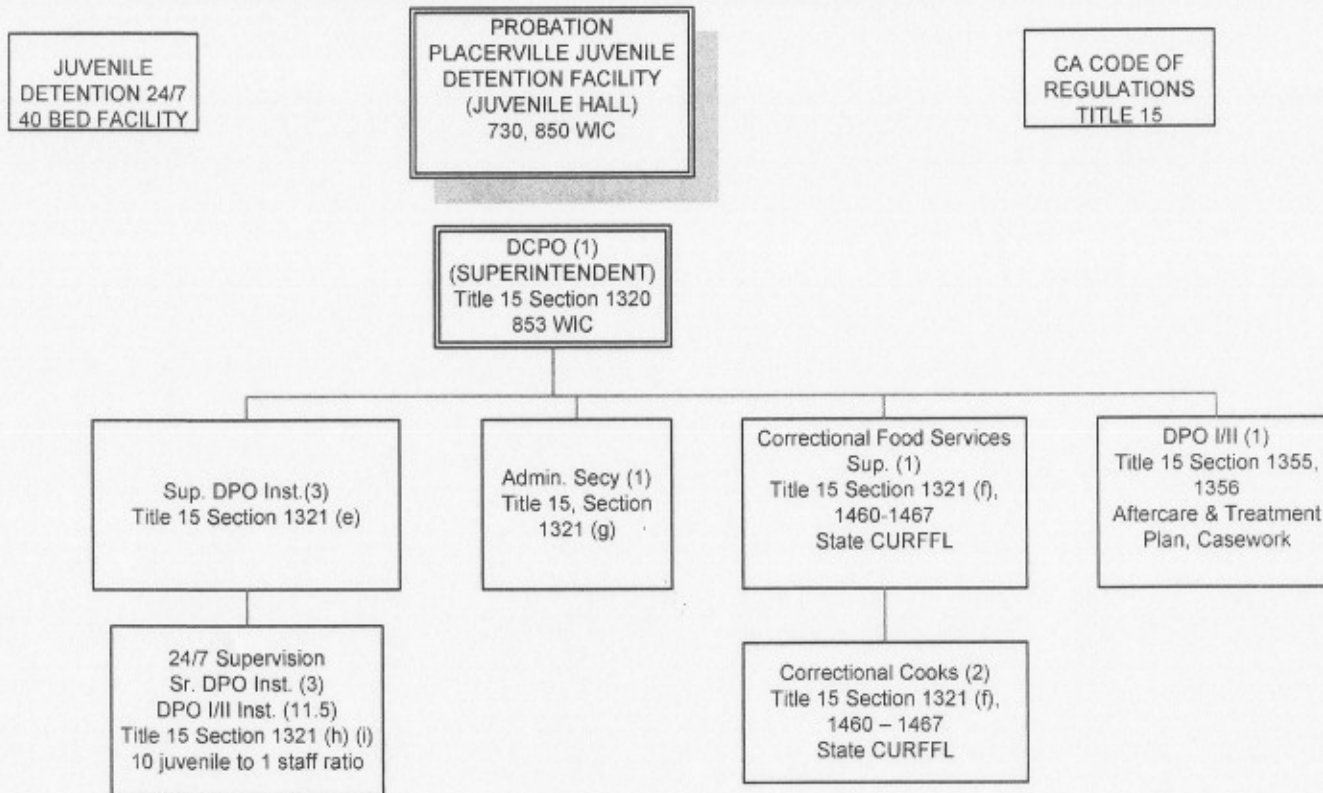 JUVENILE
DETENTION 24/7
40 BED FACILITY
PROBATION
PLACERVILLE JUVENILE
DETENTION FACILITY
(JUVENILE HALL)
730, 850 WIC
CA CODE OF
REGULATIONS
TITLE 15
DCPO (1)
(SUPERINTENDENT)
Title 15 Section 1320
853 WIC
Sup. DPO Inst.(3)
Title 15 Section 1321 (e)
Admin. Secy (1)
Title 15, Section
1321 (g)
Correctional Food Services
Sup. (1)
Title 15 Section 1321 (f),
1460-1467
State CURFFL
DPO I/II (1)
Title 15 Section 1355,
1356
Aftercare & Treatment
Plan, Casework
24/7 Supervision
Sr. DPO Inst. (3)
DPO I/II Inst. (11.5)
Title 15 Section 1321 (h) (i)
10 juvenile to 1 staff ratio
Correctional Cooks (2)
Title 15 Section 1321 (f),
1460 – 1467
State CURFFL